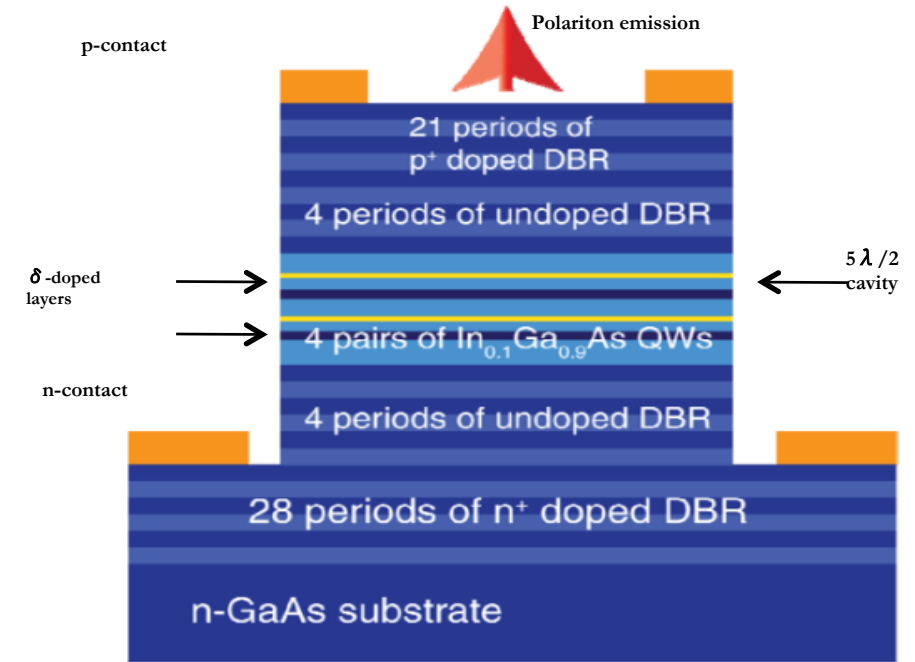 Polariton emission
p-contact
21 periods of
p⁺ doped DBR
4 periods of undoped DBR
δ-doped
layers
5λ/2
cavity
4 pairs of In₀.₁Ga₀.₉As QWs
n-contact
4 periods of undoped DBR
28 periods of n⁺ doped DBR
n-GaAs substrate